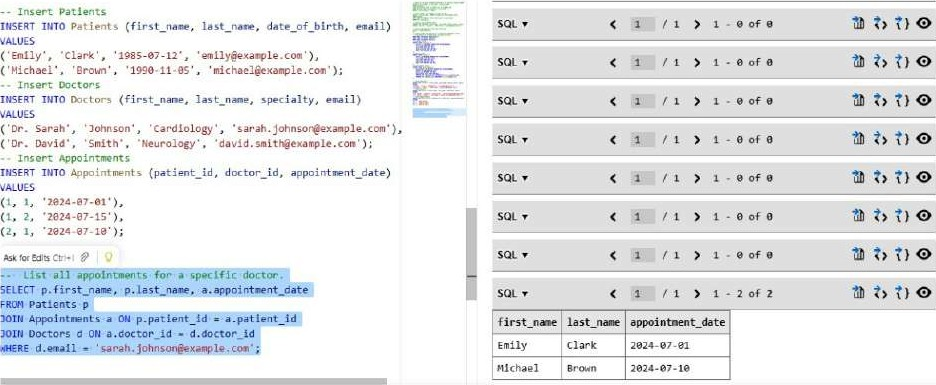 -- Insert Patients
INSERT INTO Patients (first_name, last_name, date_of_birth, email)
VALUES
('Emily', 'Clark', '1985-07-12', 'emily@example.com'),
('Michael', 'Brown', '1990-11-05', 'michael@example.com');
-- Insert Doctors
INSERT INTO Doctors (first_name, last_name, specialty, email)
VALUES
('Dr. Sarah', 'Johnson', 'Cardiology', 'sarah.johnson@example.com'),
('Dr. David', 'Smith', 'Neurology', 'david.smith@example.com');
-- Insert Appointments
INSERT INTO Appointments (patient_id, doctor_id, appointment_date)
VALUES
(1, 1, '2024-07-01'),
(1, 2, '2024-07-15'),
(2, 1, '2024-07-10');
Ask for Edits Ctrl+I
-- List all appointments for a specific doctor.
SELECT p.first_name, p.last_name, a.appointment_date
FROM Patients p
JOIN Appointments a ON p.patient_id = a.patient_id
JOIN Doctors d ON a.doctor_id = d.doctor_id
WHERE d.email = 'sarah.johnson@example.com';
SQL 1 / 1 1 - 0 of 0
SQL 1 / 1 1 - 0 of 0
SQL 1 / 1 1 - 0 of 0
SQL 1 / 1 1 - 0 of 0
SQL 1 / 1 1 - 0 of 0
SQL 1 / 1 1 - 0 of 0
SQL 1 / 1 1 - 0 of 0
SQL 1 / 1 1 - 2 of 2
first_name last_name appointment_date
Emily Clark 2024-07-01
Michael Brown 2024-07-10